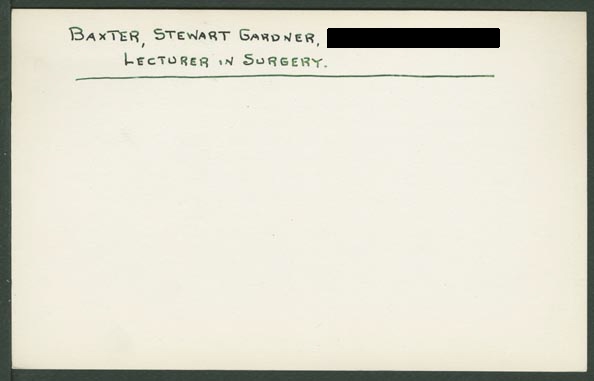 BAXTER, STEWART GARDNER,
LECTURER IN SURGERY.